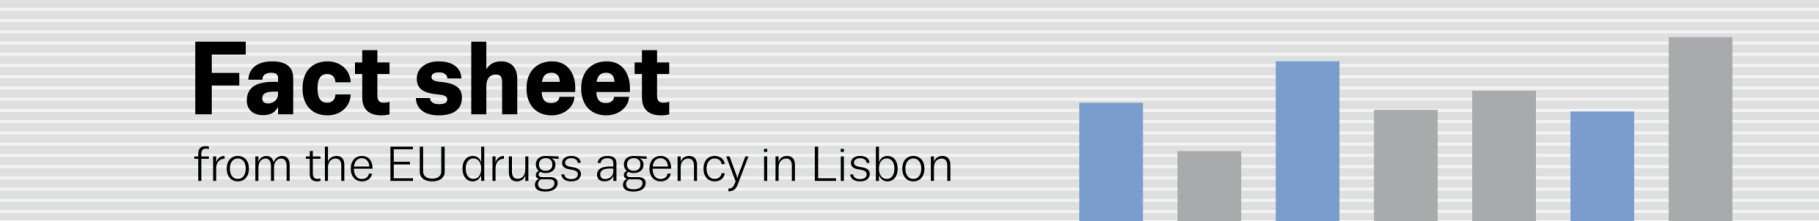 Fact sheet
from the EU drugs agency in Lisbon